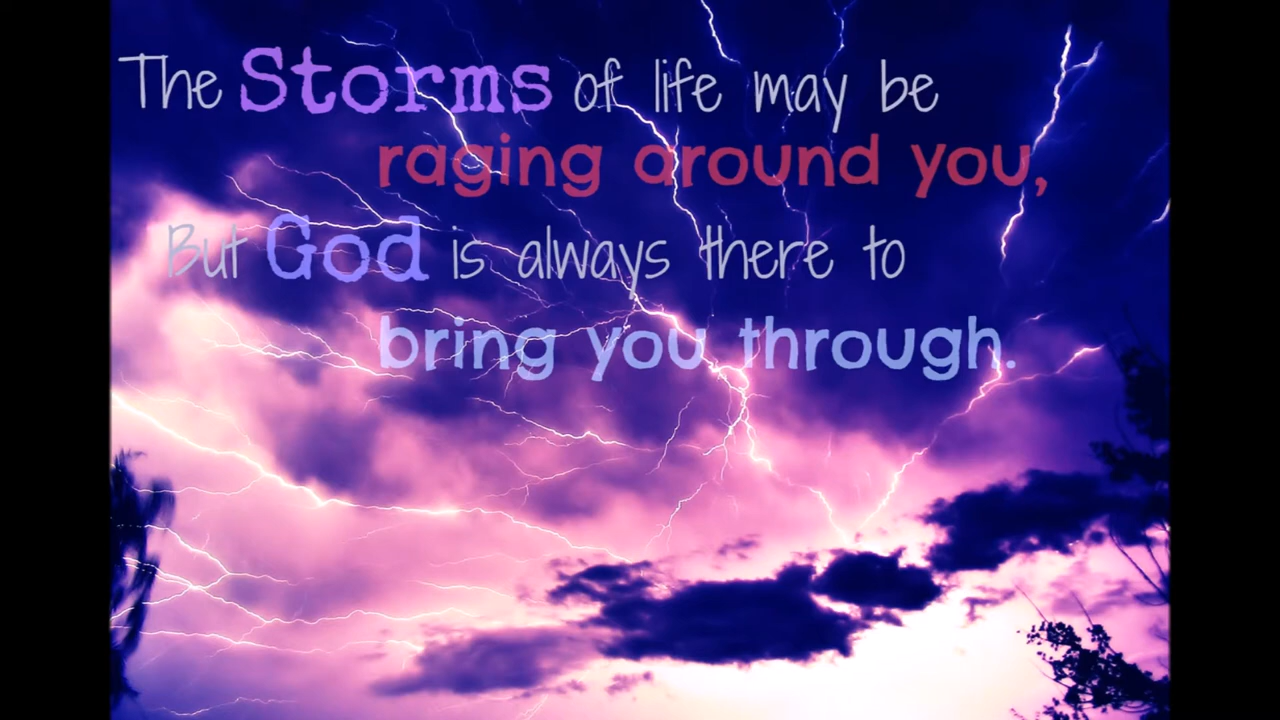 The Storms of life may be
raging around you,
But God is always there to
bring you through.